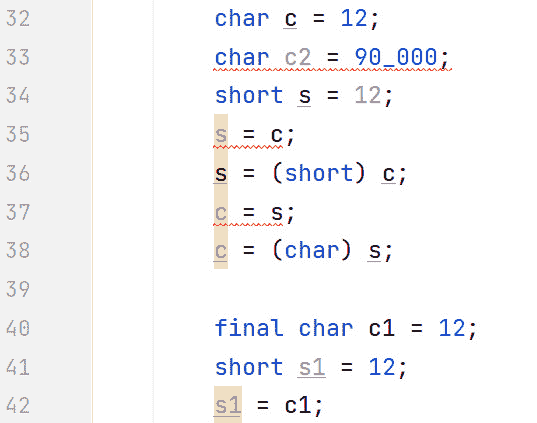 32 char c = 12;
33 char c2 = 90_000;
34 short s = 12;
35 s = c;
36 s = (short) c;
37 c = s;
38 c = (char) s;
39
40 final char c1 = 12;
41 short s1 = 12;
42 s1 = c1;